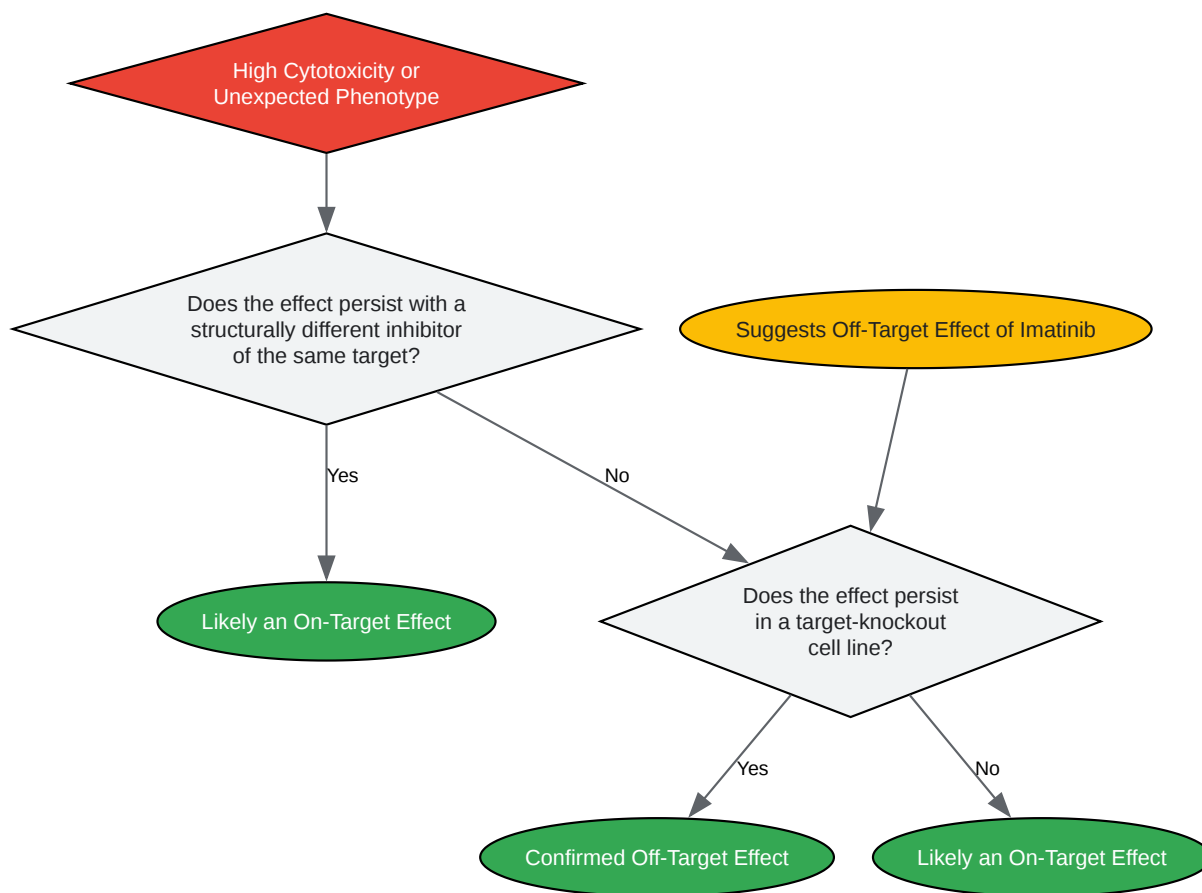 High Cytotoxicity or
Unexpected Phenotype
Does the effect persist with a
structurally different inhibitor
of the same target?
Suggests Off-Target Effect of Imatinib
Yes
No
Likely an On-Target Effect
Does the effect persist
in a target-knockout
cell line?
Yes
No
Confirmed Off-Target Effect
Likely an On-Target Effect